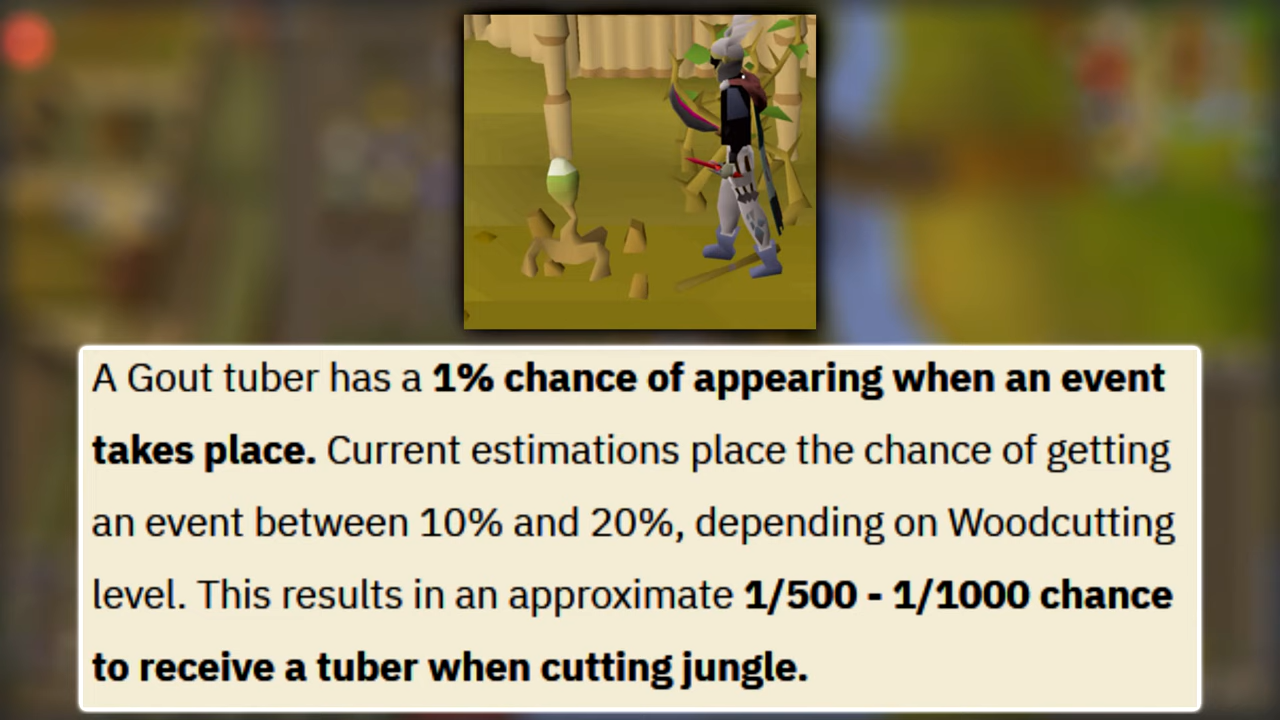 A Gout tuber has a 1% chance of appearing when an event
takes place. Current estimations place the chance of getting
an event between 10% and 20%, depending on Woodcutting
level. This results in an approximate 1/500 - 1/1000 chance
to receive a tuber when cutting jungle.